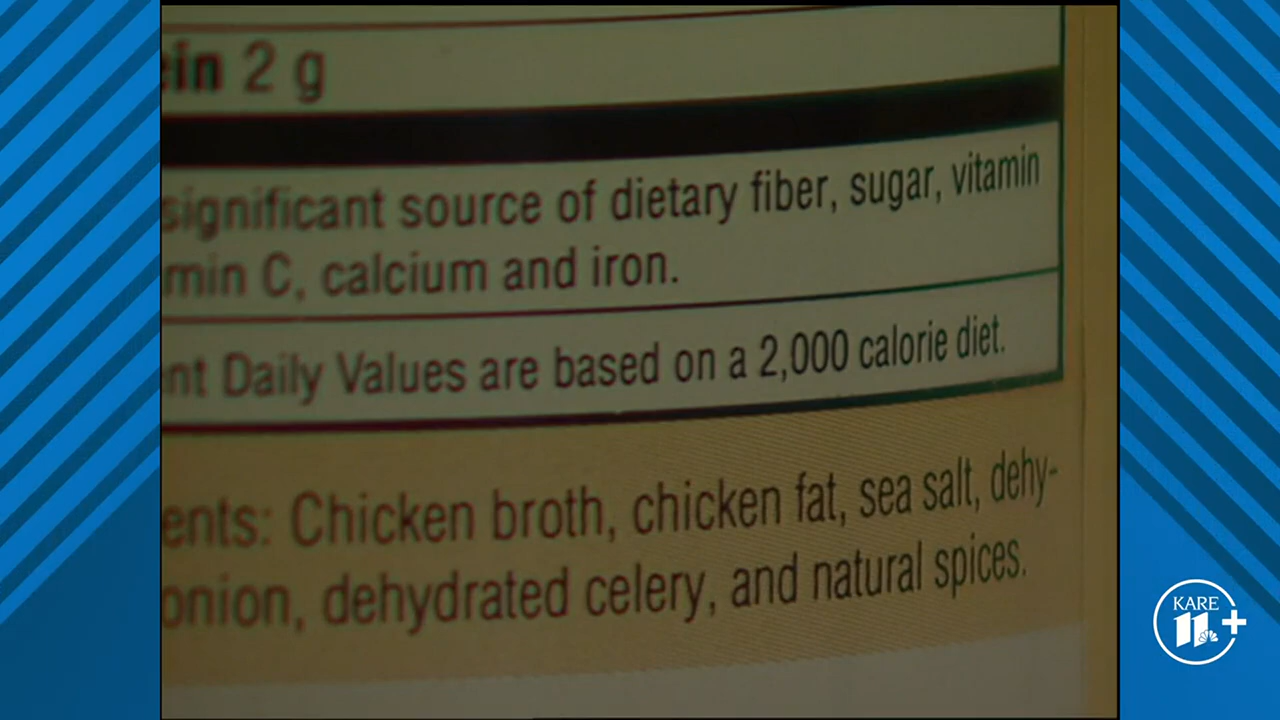 ein 2 g
significant source of dietary fiber, sugar, vitamin
min C, calcium and iron.
nt Daily Values are based on a 2,000 calorie diet.
ents: Chicken broth, chicken fat, sea salt, dehy-
onion, dehydrated celery, and natural spices.
KARE
11+